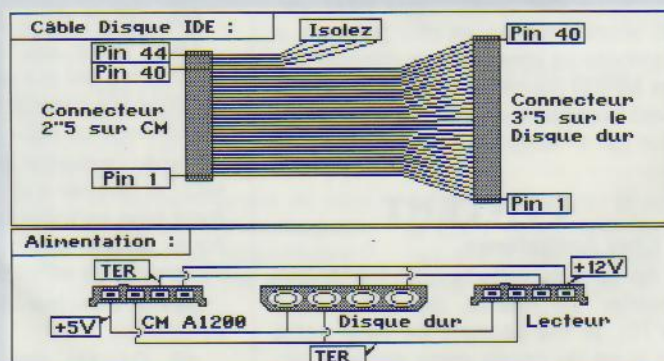 Câble Disque IDE :
Isolez
Pin 44
Pin 40
Pin 40
Connecteur
2"5 sur CM
Connecteur
3"5 sur le
Disque dur
Pin 1
Pin 1
Alimentation :
TER
+12V
+5V
CM A1200
Disque dur
Lecteur
TER